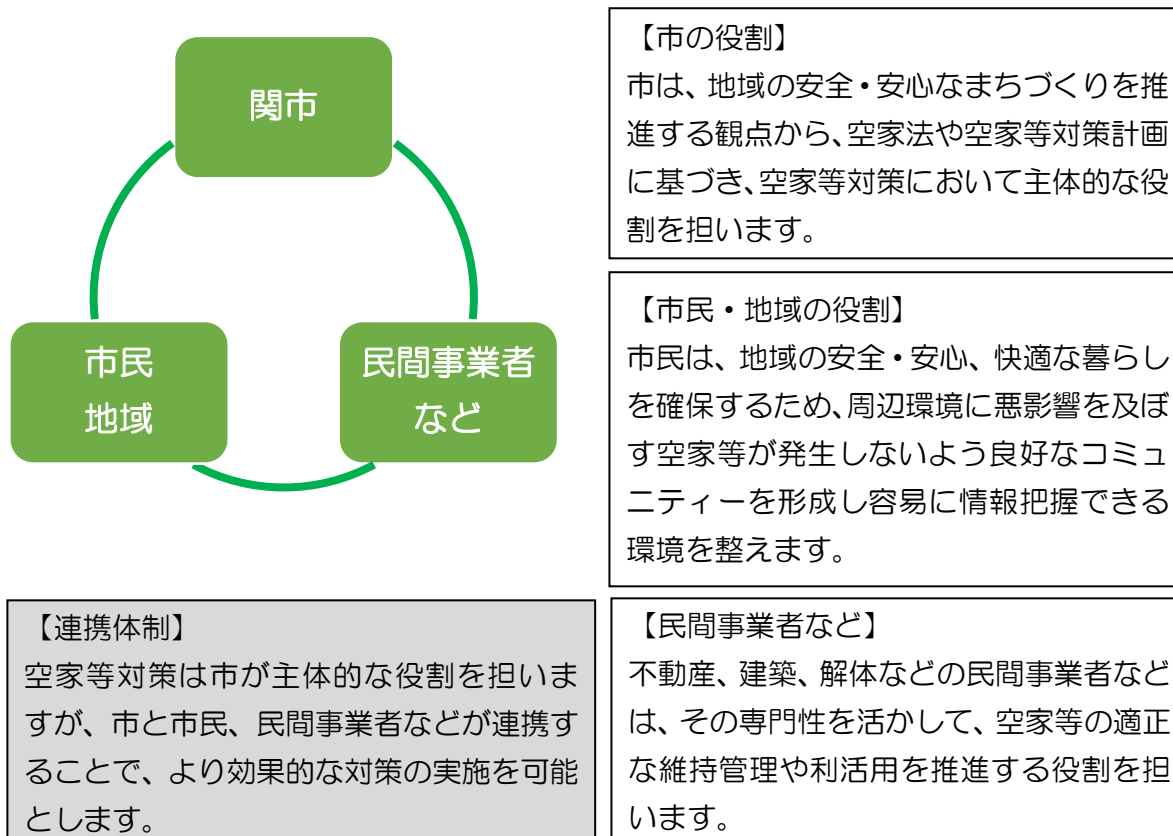 関市
市民
地域
民間事業者
など
【市の役割】
市は、地域の安全・安心なまちづくりを推
進する観点から、空家法や空家等対策計画
に基づき、空家等対策において主体的な役
割を担います。
【市民・地域の役割】
市民は、地域の安全・安心、快適な暮らし
を確保するため、周辺環境に悪影響を及ぼ
す空家等が発生しないよう良好なコミュ
ニティーを形成し容易に情報把握できる
環境を整えます。
【連携体制】
空家等対策は市が主体的な役割を担いま
すが、市と市民、民間事業者などが連携す
ることで、より効果的な対策の実施を可能
とします。
【民間事業者など】
不動産、建築、解体などの民間事業者など
は、その専門性を活かして、空家等の適正
な維持管理や利活用を推進する役割を担
います。